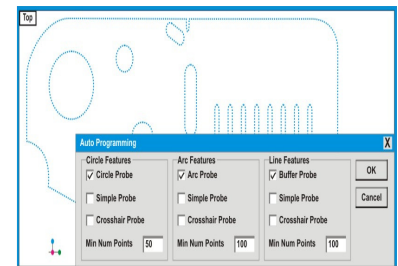 Top
Auto Programming X
Circle Features Arc Features Line Features
Circle Probe Arc Probe Buffer Probe OK
Simple Probe Simple Probe Simple Probe Cancel
Crosshair Probe Crosshair Probe Crosshair Probe
Min Num Points 50 Min Num Points 100 Min Num Points 100